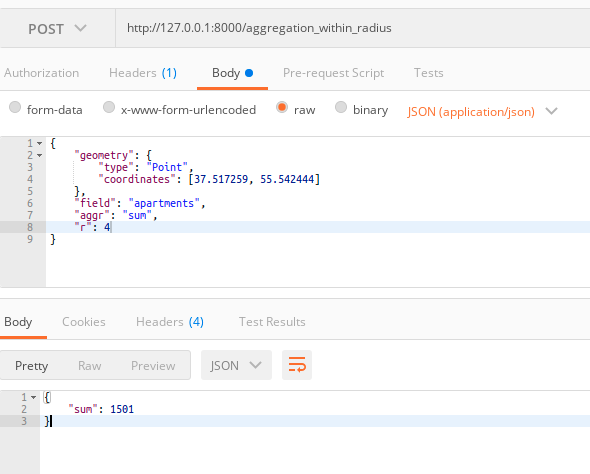 POST http://127.0.0.1:8000/aggregation_within_radius
Authorization Headers (1) Body Pre-request Script Tests
form-data x-www-form-urlencoded raw binary JSON (application/json)
1 {
2 "geometry": {
3 "type": "Point",
4 "coordinates": [37.517259, 55.542444]
5 },
6 "field": "apartments",
7 "aggr": "sum",
8 "r": 4
9 }
Body Cookies Headers (4) Test Results
Pretty Raw Preview JSON
1 {
2 "sum": 1501
3 }